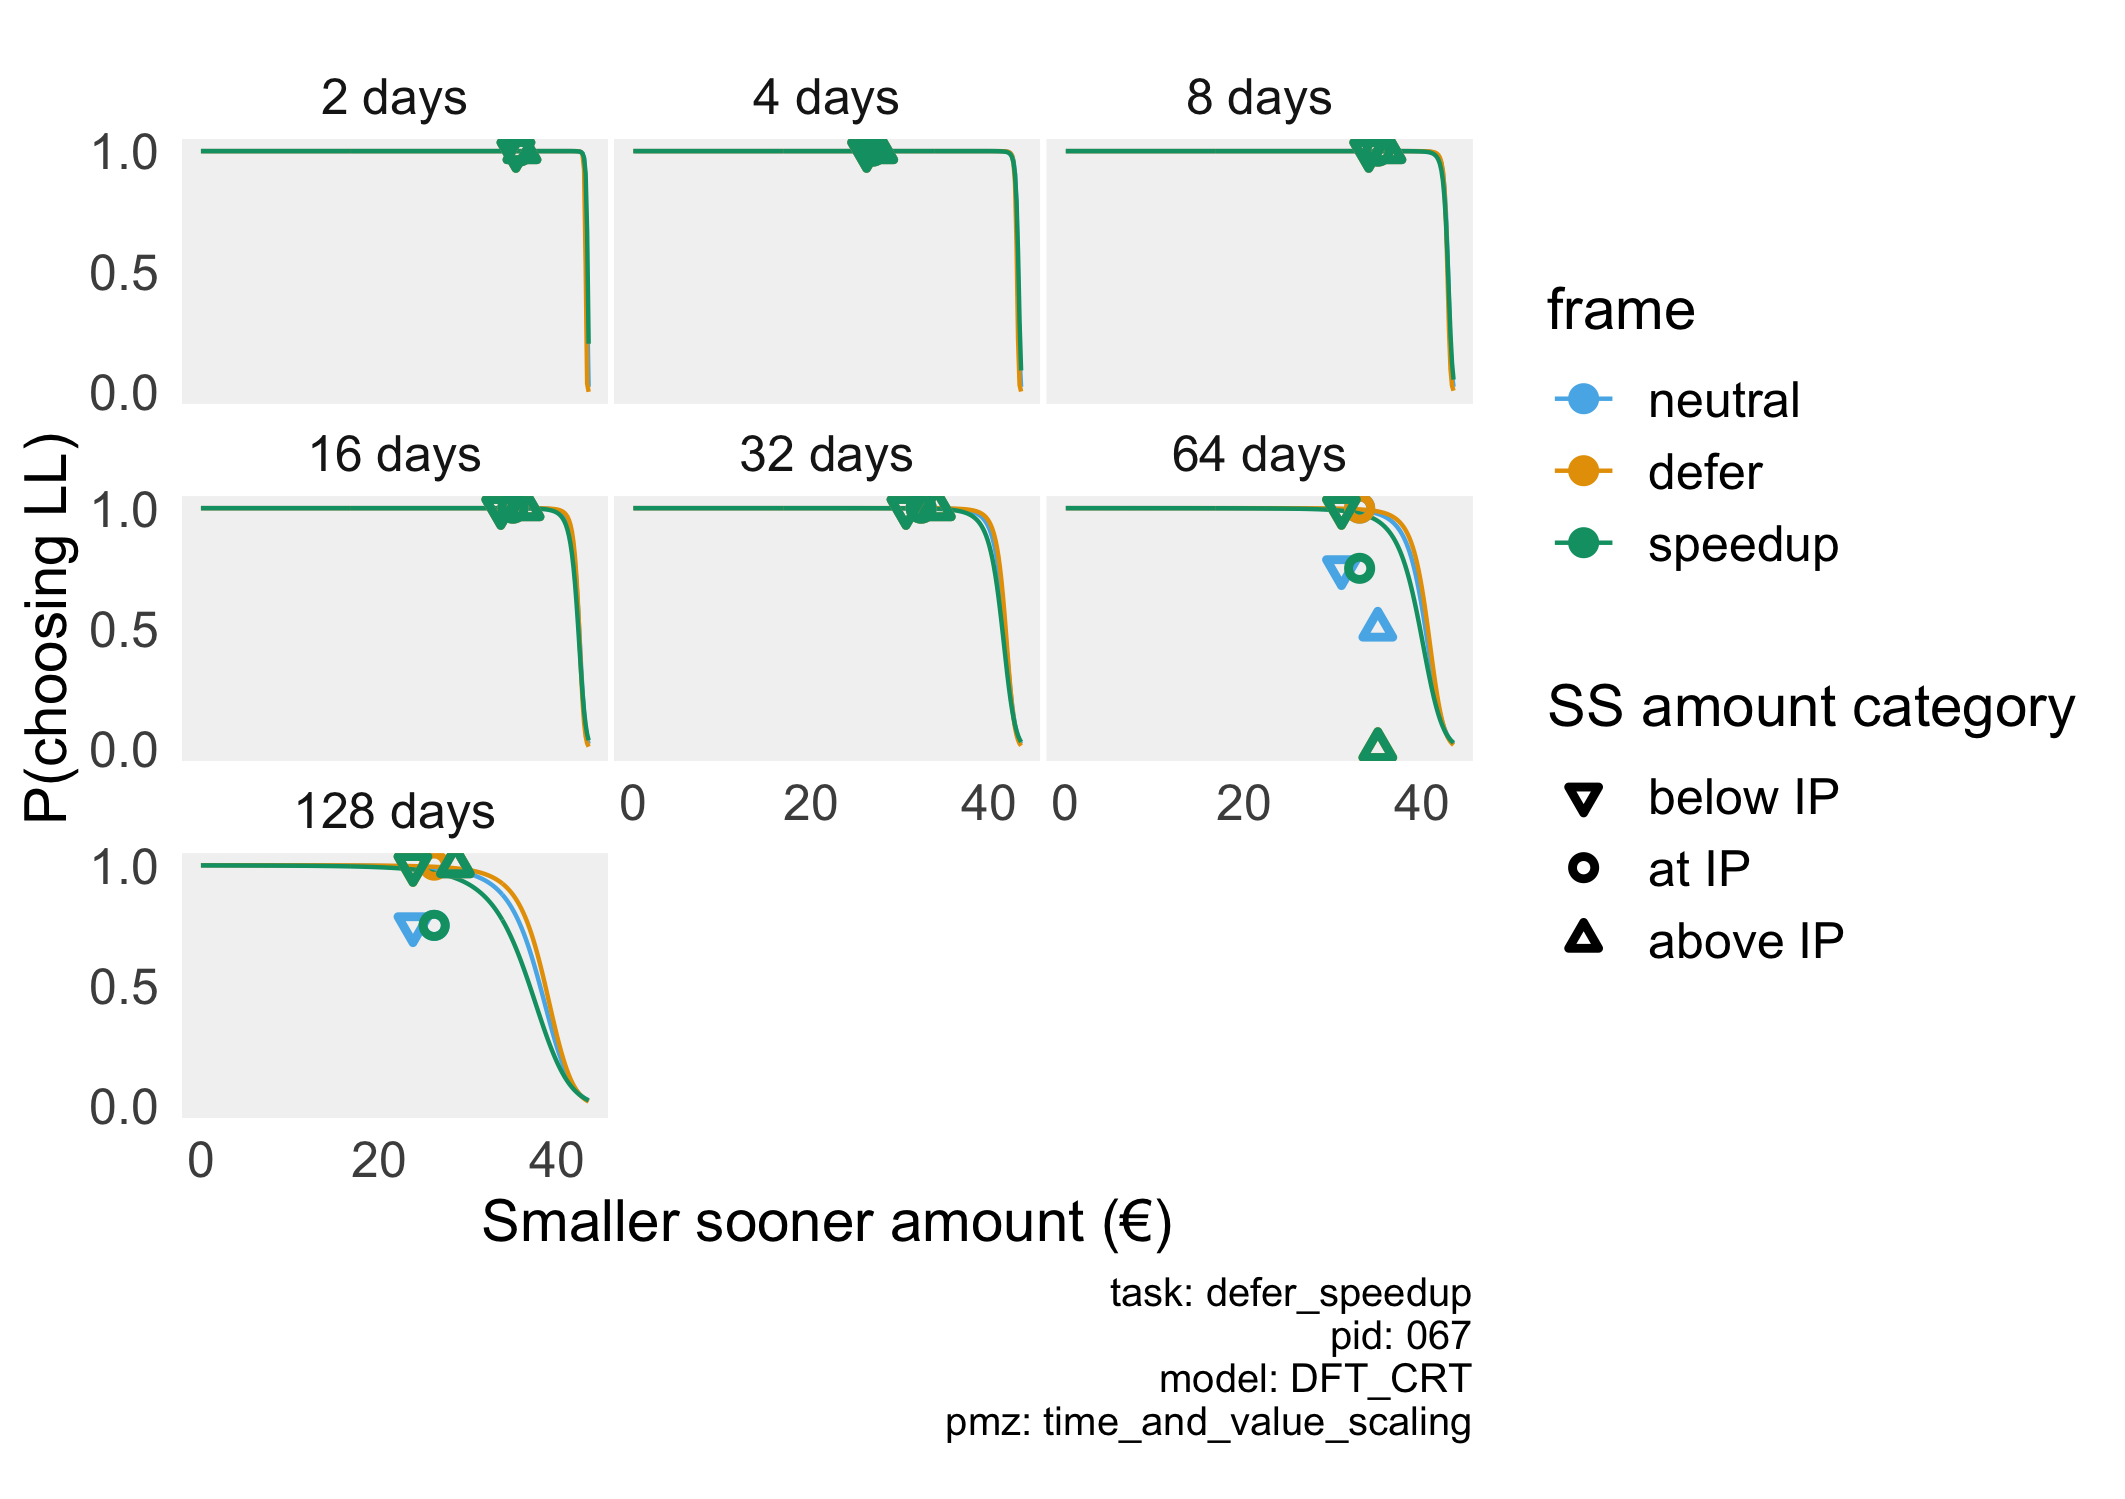 2 days
4 days
8 days
1.0
0.5
0.0
16 days
32 days
64 days
1.0
0.5
0.0
0
20
40
0
20
40
128 days
1.0
0.5
0.0
0
20
40
P(choosing LL)
Smaller sooner amount (€)
frame
neutral
defer
speedup
SS amount category
below IP
at IP
above IP
task: defer_speedup
pid: 067
model: DFT_CRT
pmz: time_and_value_scaling